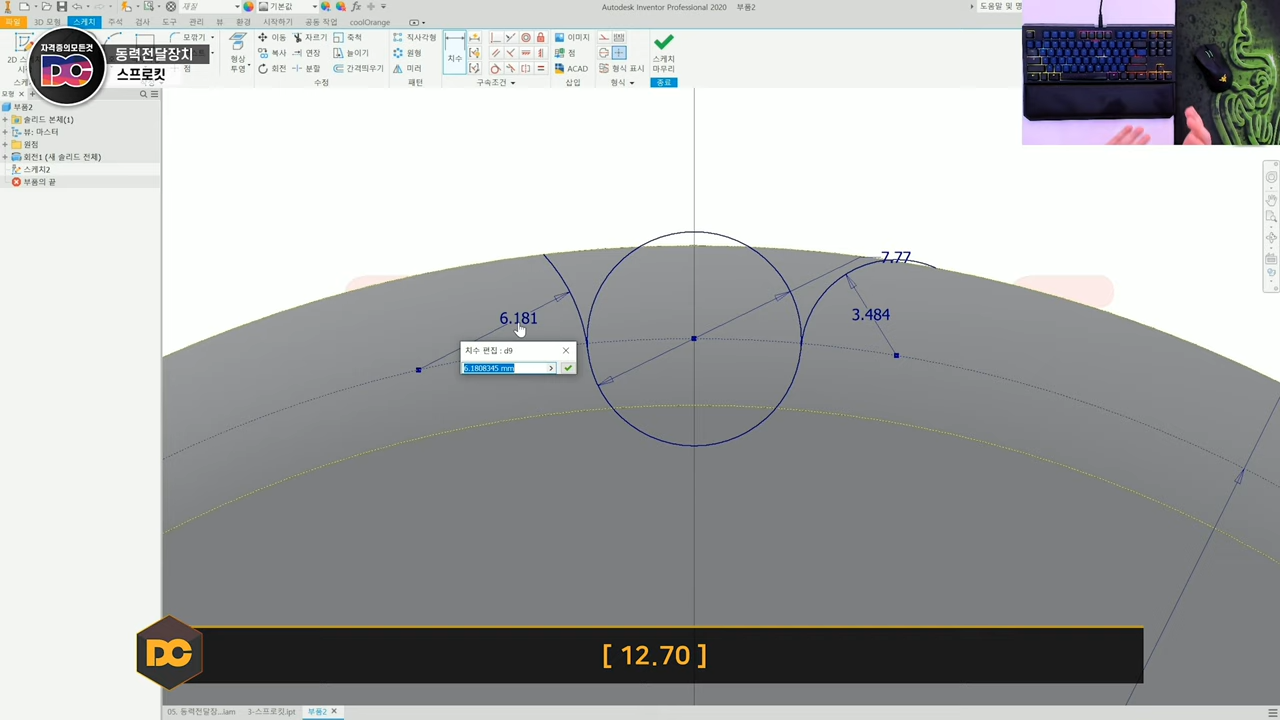 재질
기본값
Autodesk Inventor Professional 2020 부품2
도움말 및 명
파일 3D 모형 스케치 주석 검사 도구 관리 뷰 환경 시작하기 공동 작업 coolOrange
자격증의모든것
DC
동력전달장치
스프로킷
모깎기
점
형상
투영
이동 자르기 축척
복사 연장 늘이기
회전 분할 간격띄우기
수정
직사각형
원형
미러
패턴
치수
구속조건
이미지
점
ACAD
삽입
형식 표시
형식
스케치
마무리
종료
모형
부품2
솔리드 본체(1)
뷰: 마스터
원점
회전1 (새 솔리드 전체)
스케치2
부품의 끝
7.77
6.181
3.484
치수 편집 : d9
6.1808345 mm
DC
[ 12.70 ]
05. 동력전달장...iam 3-스프로킷.ipt 부품2